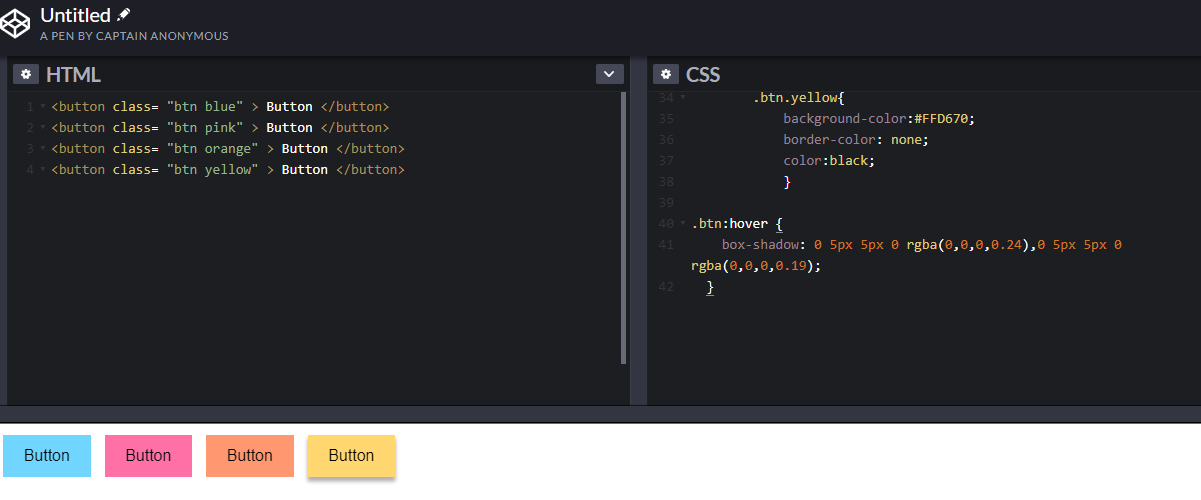 Untitled
A PEN BY CAPTAIN ANONYMOUS
HTML
1 <button class= "btn blue" > Button </button>
2 <button class= "btn pink" > Button </button>
3 <button class= "btn orange" > Button </button>
4 <button class= "btn yellow" > Button </button>
CSS
34 .btn.yellow{
35 background-color:#FFD670;
36 border-color: none;
37 color:black;
38 }
39
40 .btn:hover {
41 box-shadow: 0 5px 5px 0 rgba(0,0,0,0.24),0 5px 5px 0
rgba(0,0,0,0.19);
42 }
Button Button Button Button